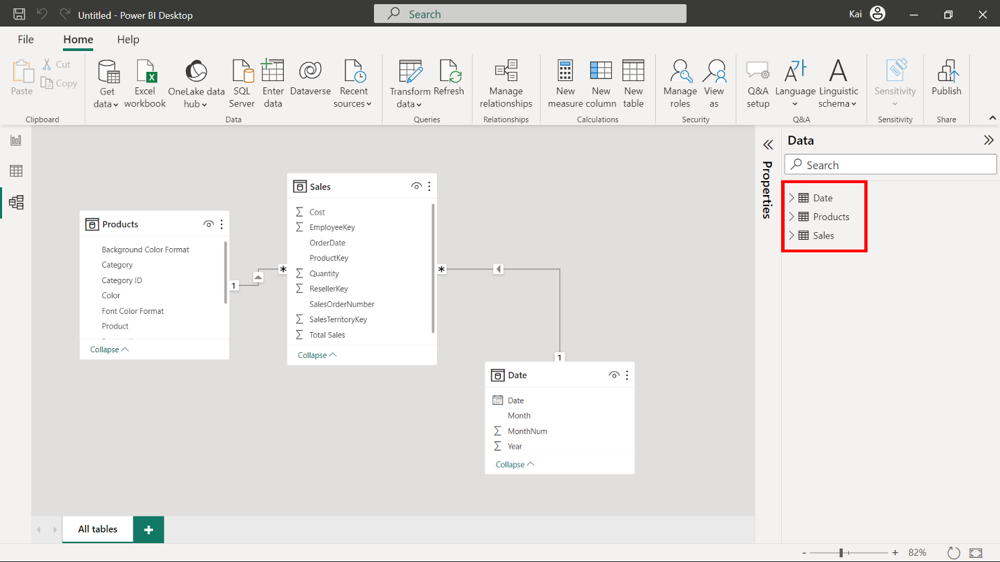 Untitled - Power BI Desktop
Search
Kai
File
Home
Help
Paste
Cut
Copy
Clipboard
Get data
Excel workbook
OneLake data hub
SQL Server
Enter data
Dataverse
Recent sources
Data
Transform data
Refresh
Queries
Manage relationships
Relationships
New measure
New column
New table
Calculations
Manage roles
View as
Security
Q&A setup
Language
Linguistic schema
Q&A
Sensitivity
Sensitivity
Publish
Share
Products
Background Color Format
Category
Category ID
Color
Font Color Format
Product
Collapse
1
*
Sales
Cost
EmployeeKey
OrderDate
ProductKey
Quantity
ResellerKey
SalesOrderNumber
SalesTerritoryKey
Total Sales
Collapse
*
1
Date
Date
Month
MonthNum
Year
Collapse
Properties
Data
Search
Date
Products
Sales
All tables
+
- + 82%